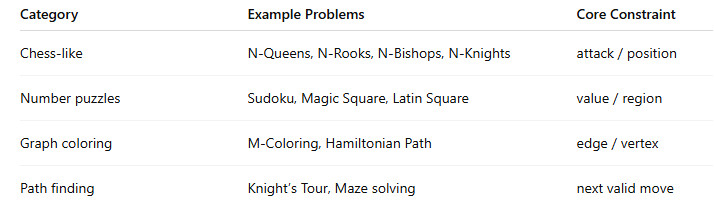 Category Example Problems Core Constraint
Chess-like N-Queens, N-Rooks, N-Bishops, N-Knights attack / position
Number puzzles Sudoku, Magic Square, Latin Square value / region
Graph coloring M-Coloring, Hamiltonian Path edge / vertex
Path finding Knight’s Tour, Maze solving next valid move